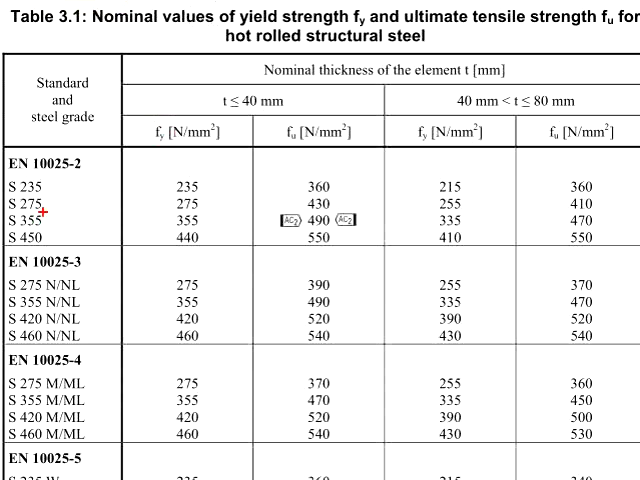 Table 3.1: Nominal values of yield strength fy and ultimate tensile strength fu for
hot rolled structural steel
Standard and steel grade
Nominal thickness of the element t [mm]
t ≤ 40 mm 40 mm < t ≤ 80 mm
fy [N/mm²] fu [N/mm²] fy [N/mm²] fu [N/mm²]
EN 10025-2
S 235 235 360 215 360
S 275 275 430 255 410
S 355 355 AC2 490 AC2 335 470
S 450 440 550 410 550
EN 10025-3
S 275 N/NL 275 390 255 370
S 355 N/NL 355 490 335 470
S 420 N/NL 420 520 390 520
S 460 N/NL 460 540 430 540
EN 10025-4
S 275 M/ML 275 370 255 360
S 355 M/ML 355 470 335 450
S 420 M/ML 420 520 390 500
S 460 M/ML 460 540 430 530
EN 10025-5